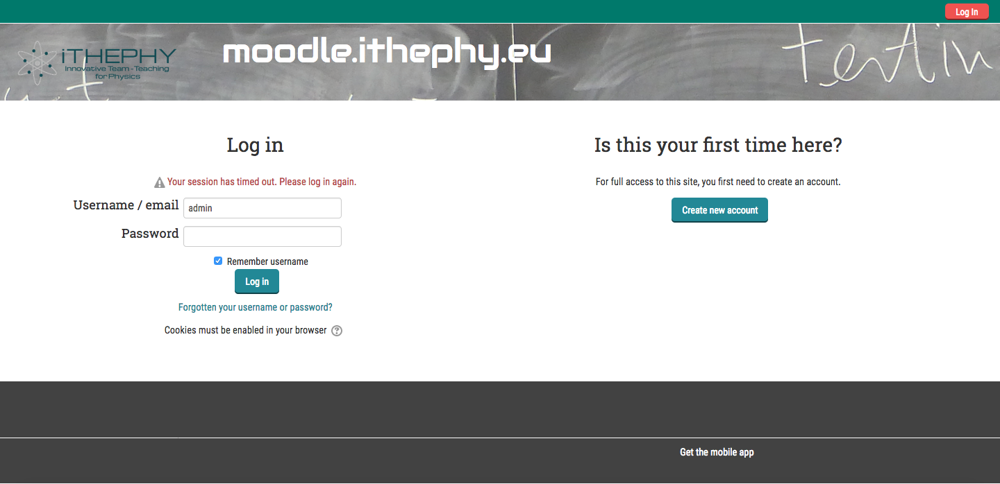 Log In
iTHEPHY
Innovative Team-Teaching
for Physics
moodle.ithephy.eu
Log in
Your session has timed out. Please log in again.
Username / email
admin
Password
Remember username
Log in
Forgotten your username or password?
Cookies must be enabled in your browser
Is this your first time here?
For full access to this site, you first need to create an account.
Create new account
Get the mobile app